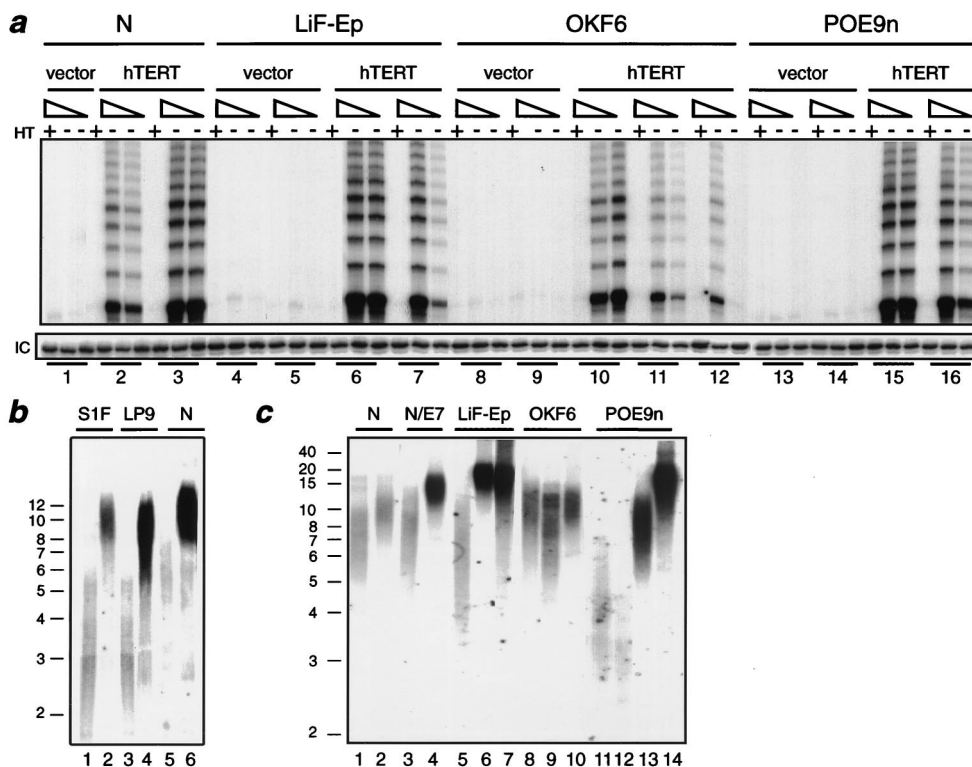 a
N LiF-Ep OKF6 POE9n
vector hTERT vector hTERT vector hTERT vector hTERT
HT + - - + - - + - - + - - + - - + - - + - - + - - + - - + - - + - - + - - + - - + - - + - - + - -
IC
1 2 3 4 5 6 7 8 9 10 11 12 13 14 15 16
b
S1F LP9 N
12
10
8
7
6
5
4
3
2
1 2 3 4 5 6
c
N N/E7 LiF-Ep OKF6 POE9n
40
20
15
10
8
7
6
5
4
3
2
1 2 3 4 5 6 7 8 9 10 11 12 13 14